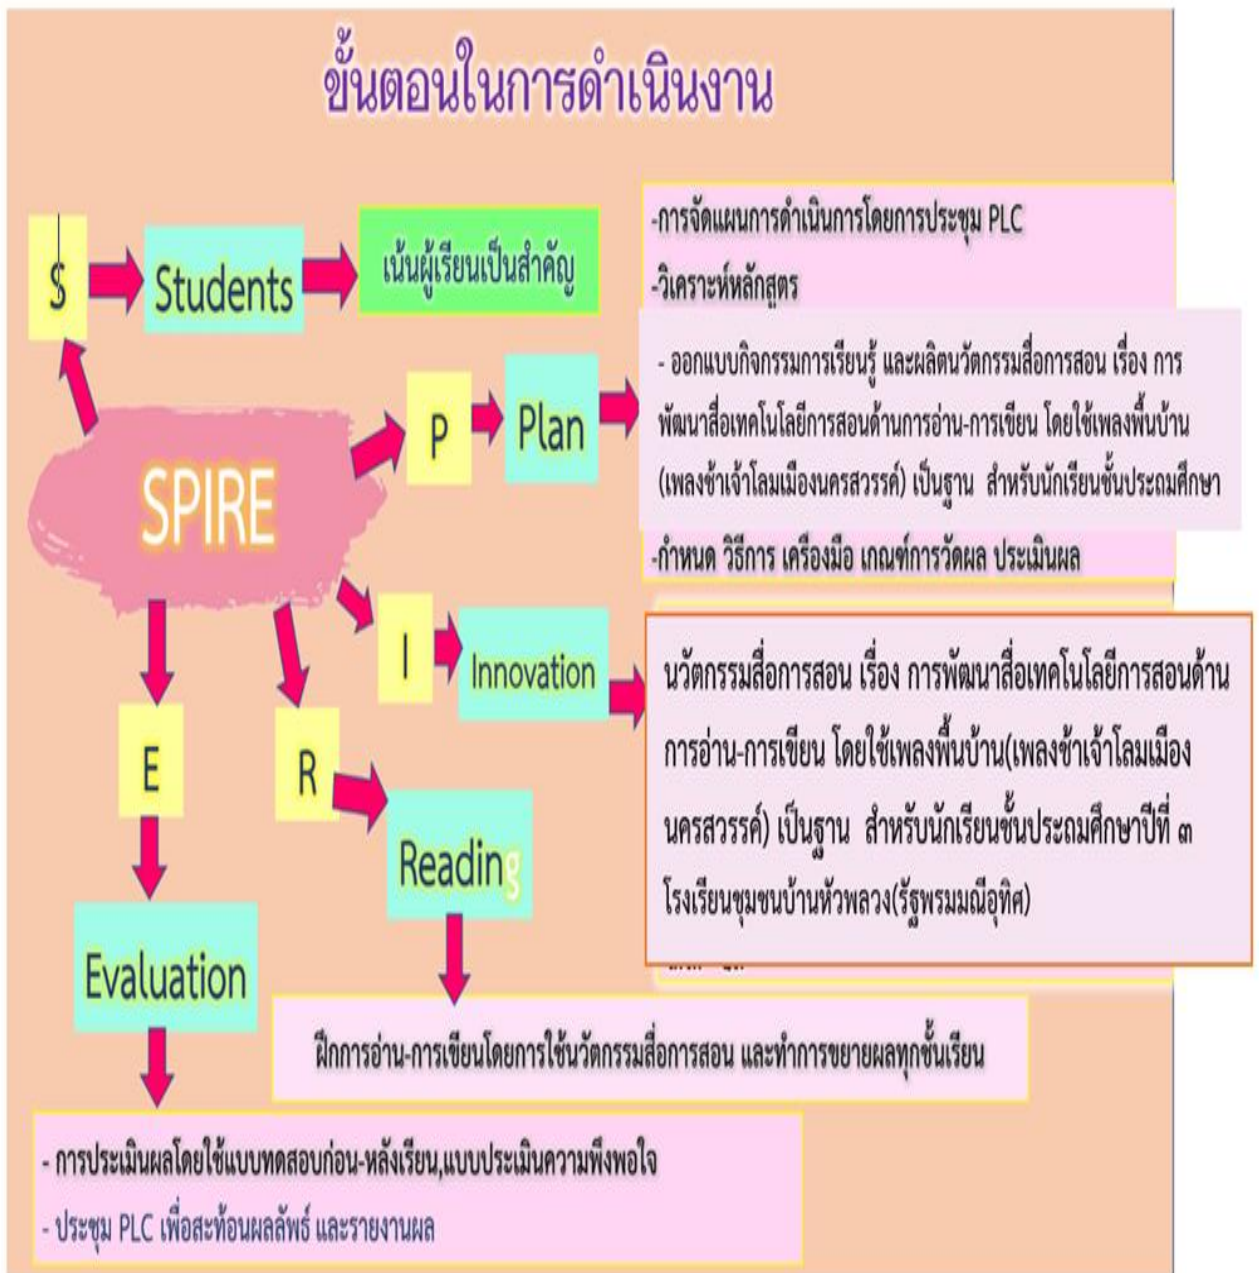 ขั้นตอนในการดำเนินงาน
S
Students
เน้นผู้เรียนเป็นสำคัญ
SPIRE
P
Plan
-การจัดแผนการดำเนินการโดยการประชุม PLC
-วิเคราะห์หลักสูตร
- ออกแบบกิจกรรมการเรียนรู้ และผลิตนวัตกรรมสื่อการสอน เรื่อง การ
พัฒนาสื่อเทคโนโลยีการสอนด้านการอ่าน-การเขียน โดยใช้เพลงพื้นบ้าน
(เพลงช้าเจ้าโลมเมืองนครสวรรค์) เป็นฐาน สำหรับนักเรียนชั้นประถมศึกษา
-กำหนด วิธีการ เครื่องมือ เกณฑ์การวัดผล ประเมินผล
I
Innovation
นวัตกรรมสื่อการสอน เรื่อง การพัฒนาสื่อเทคโนโลยีการสอนด้าน
การอ่าน-การเขียน โดยใช้เพลงพื้นบ้าน(เพลงช้าเจ้าโลมเมือง
นครสวรรค์) เป็นฐาน สำหรับนักเรียนชั้นประถมศึกษาปีที่ ๓
โรงเรียนชุมชนบ้านหัวพลวง(รัฐพรมมณีอุทิศ)
R
Reading
ฝึกการอ่าน-การเขียนโดยการใช้นวัตกรรมสื่อการสอน และทำการขยายผลทุกชั้นเรียน
E
Evaluation
- การประเมินผลโดยใช้แบบทดสอบก่อน-หลังเรียน,แบบประเมินความพึงพอใจ
- ประชุม PLC เพื่อสะท้อนผลลัพธ์ และรายงานผล